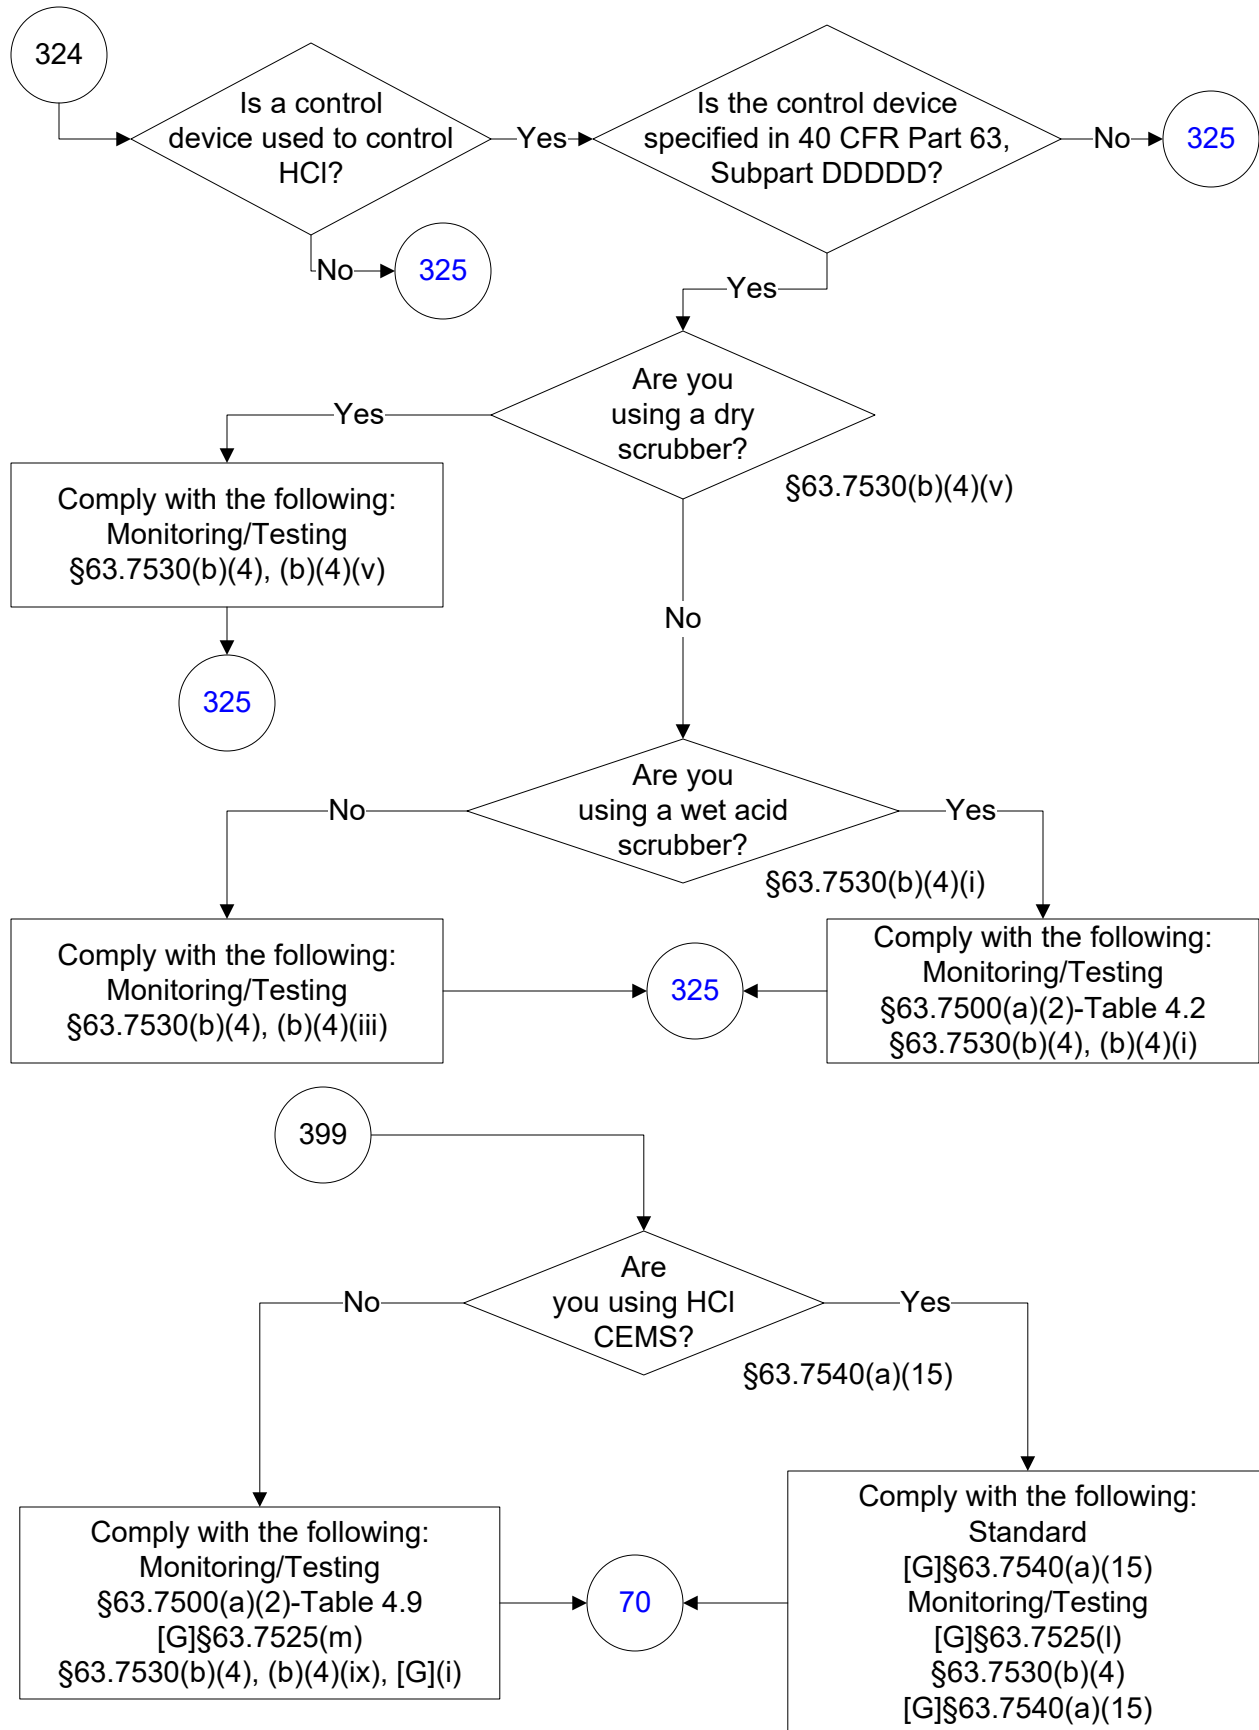 324
Is a control
device used to control
HCl?
Yes
Is the control device
specified in 40 CFR Part 63,
Subpart DDDDD?
No
325
No
325
Yes
Are you
using a dry
scrubber?
§63.7530(b)(4)(v)
Yes
Comply with the following:
Monitoring/Testing
§63.7530(b)(4), (b)(4)(v)
325
No
Are you
using a wet acid
scrubber?
§63.7530(b)(4)(i)
No
Yes
Comply with the following:
Monitoring/Testing
§63.7530(b)(4), (b)(4)(iii)
325
Comply with the following:
Monitoring/Testing
§63.7500(a)(2)-Table 4.2
§63.7530(b)(4), (b)(4)(i)
399
Are
you using HCl
CEMS?
§63.7540(a)(15)
No
Yes
Comply with the following:
Monitoring/Testing
§63.7500(a)(2)-Table 4.9
[G]§63.7525(m)
§63.7530(b)(4), (b)(4)(ix), [G](i)
70
Comply with the following:
Standard
[G]§63.7540(a)(15)
Monitoring/Testing
[G]§63.7525(l)
§63.7530(b)(4)
[G]§63.7540(a)(15)